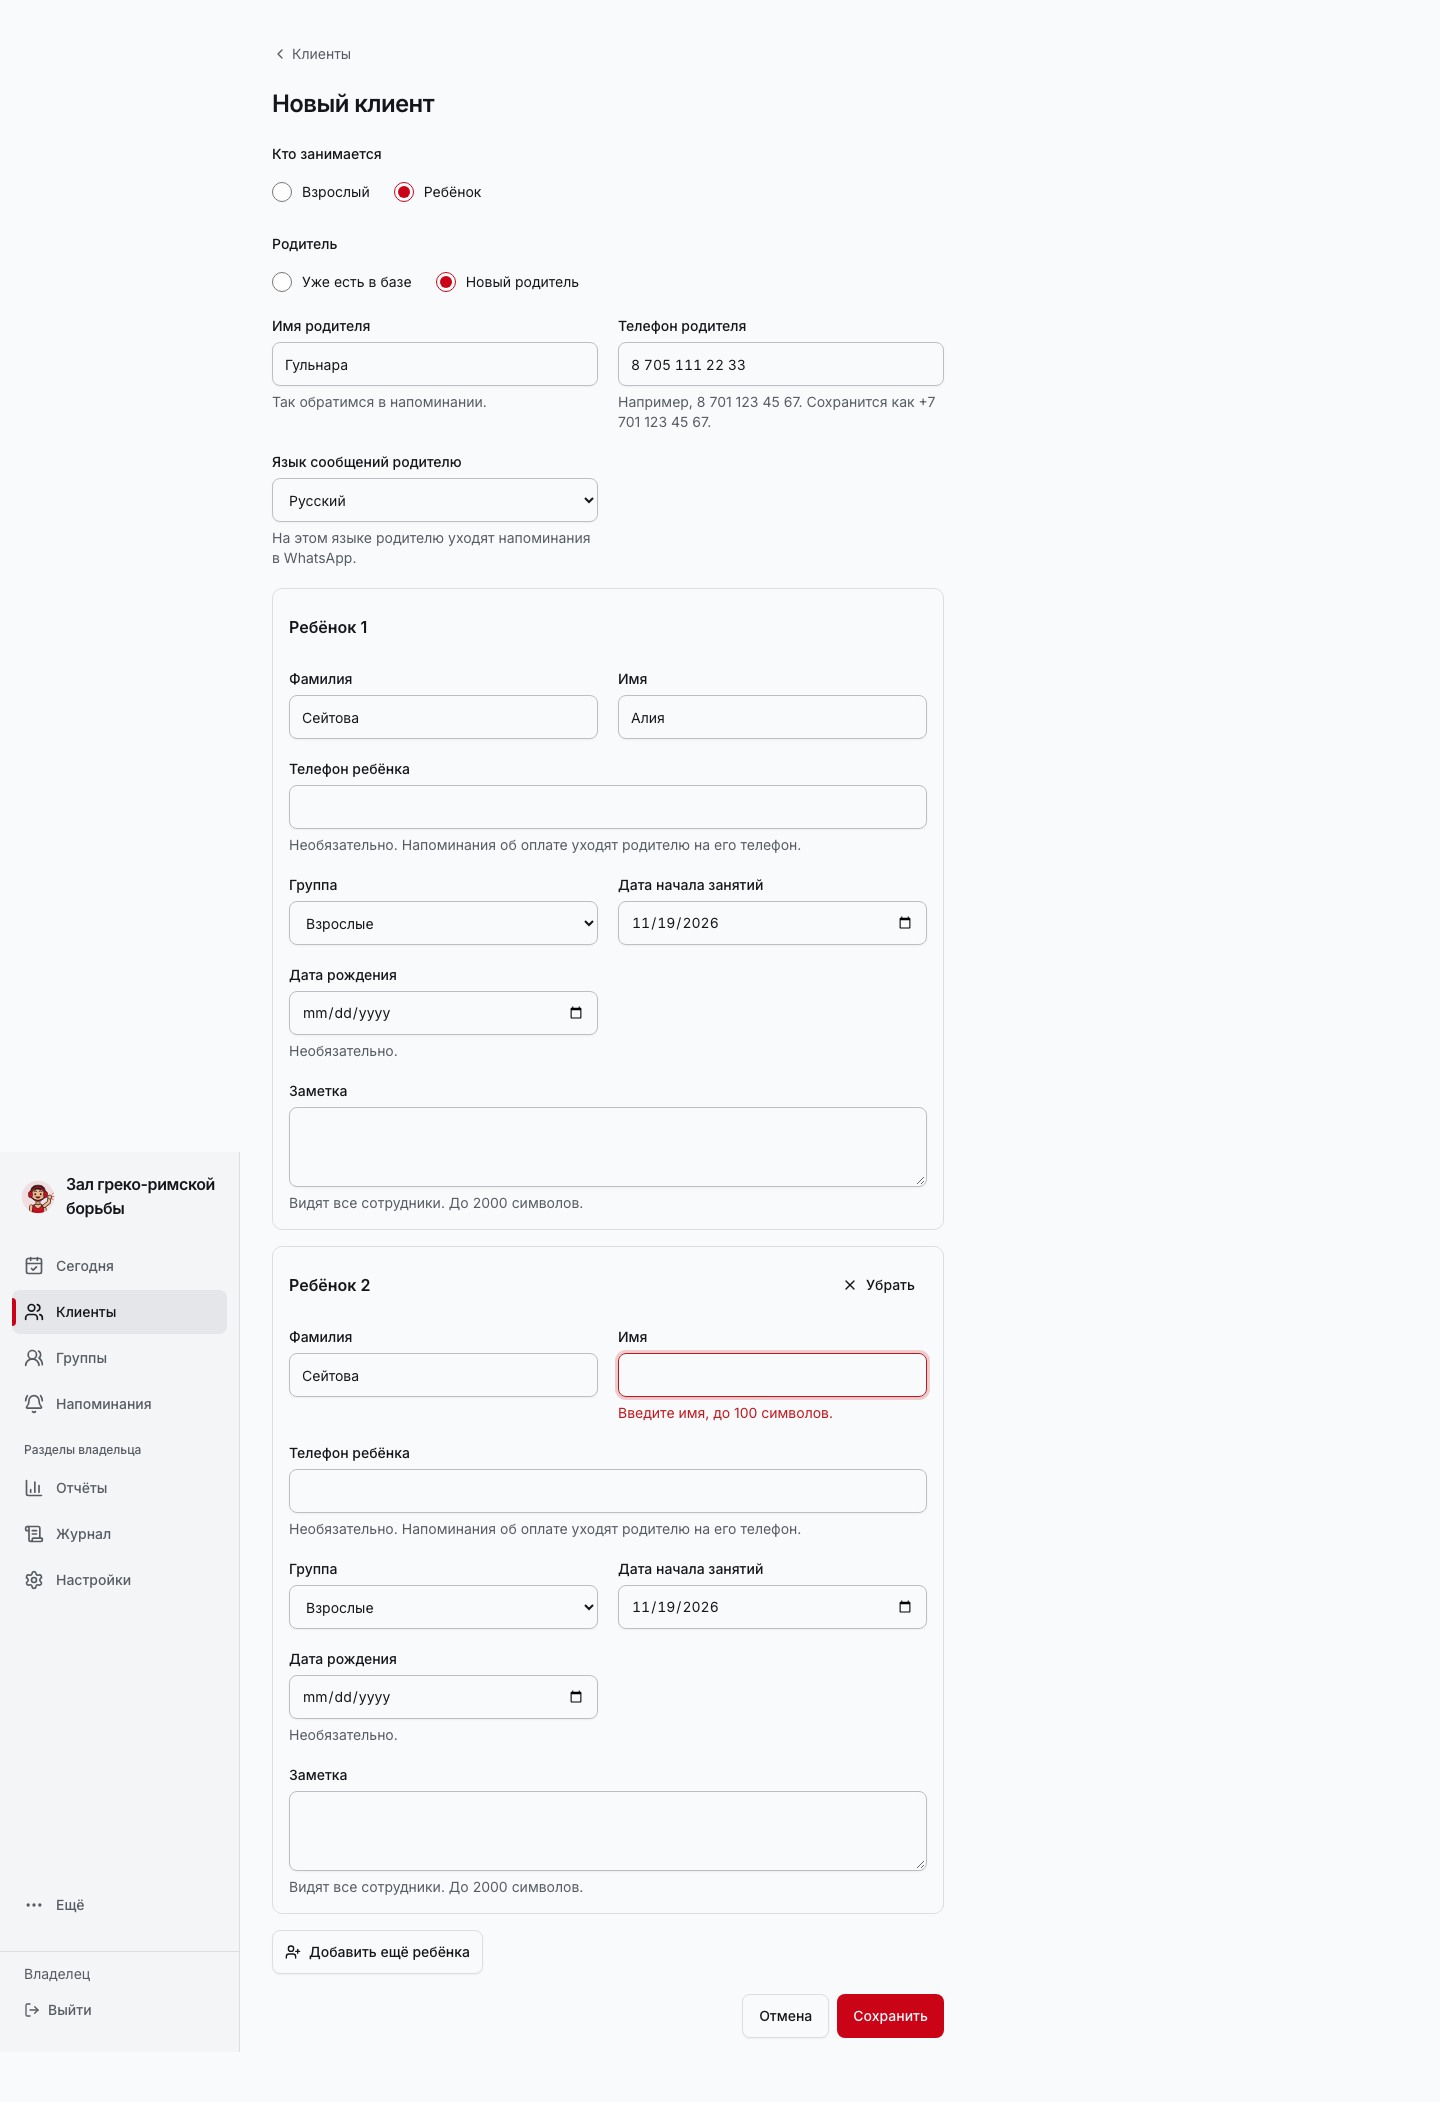 Клиенты
Новый клиент
Кто занимается
Взрослый Ребёнок
Родитель
Уже есть в базе Новый родитель
Имя родителя Телефон родителя
Гульнара 8 705 111 22 33
Так обратимся в напоминании. Например, 8 701 123 45 67. Сохранится как +7
701 123 45 67.
Язык сообщений родителю
Русский
На этом языке родителю уходят напоминания
в WhatsApp.
Ребёнок 1
Фамилия Имя
Сейтова Алия
Телефон ребёнка
Необязательно. Напоминания об оплате уходят родителю на его телефон.
Группа Дата начала занятий
Взрослые 11/19/2026
Дата рождения
mm/dd/yyyy
Необязательно.
Заметка
Видят все сотрудники. До 2000 символов.
Ребёнок 2 Убрать
Фамилия Имя
Сейтова
Введите имя, до 100 символов.
Телефон ребёнка
Необязательно. Напоминания об оплате уходят родителю на его телефон.
Группа Дата начала занятий
Взрослые 11/19/2026
Дата рождения
mm/dd/yyyy
Необязательно.
Заметка
Видят все сотрудники. До 2000 символов.
Добавить ещё ребёнка
Отмена Сохранить
Зал греко-римской
борьбы
Сегодня
Клиенты
Группы
Напоминания
Разделы владельца
Отчёты
Журнал
Настройки
Ещё
Владелец
Выйти